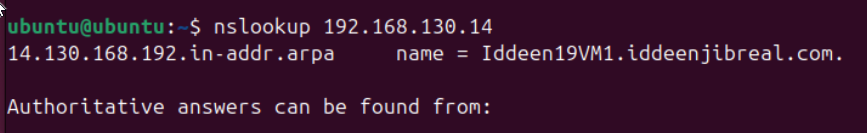 ubuntu@ubuntu:~$ nslookup 192.168.130.14
14.130.168.192.in-addr.arpa     name = Iddeen19VM1.iddeenjibreal.com.
Authoritative answers can be found from: